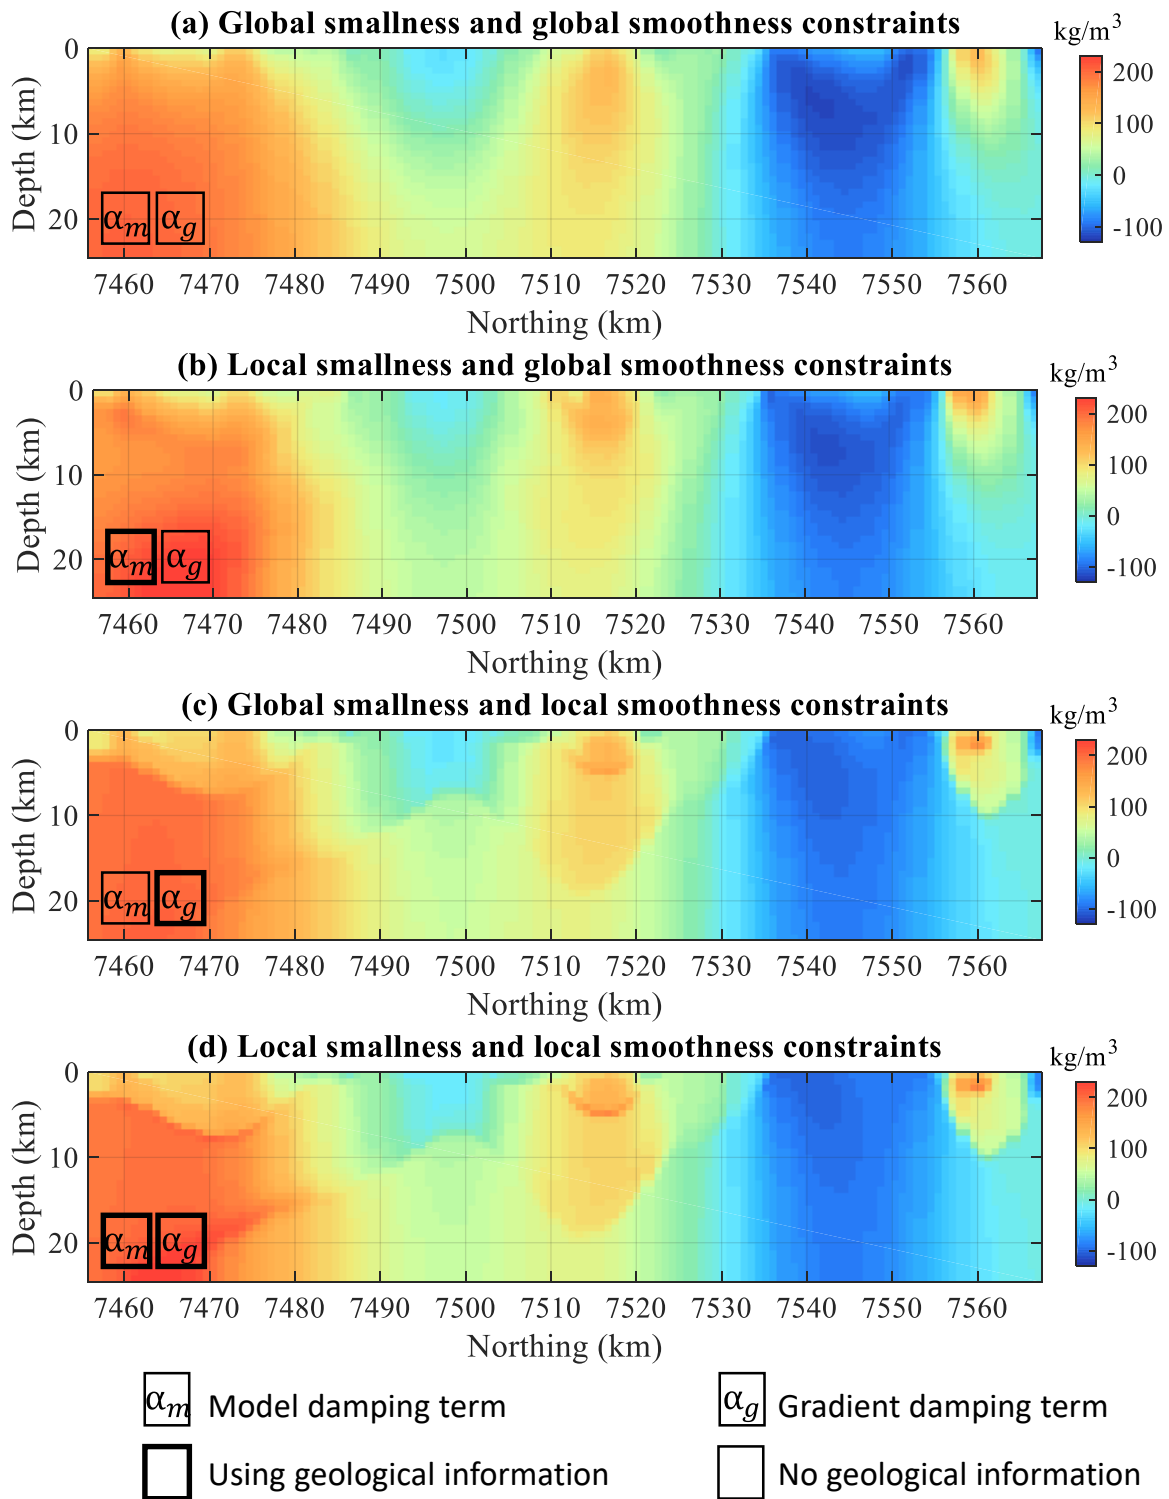 (a) Global smallness and global smoothness constraints
kg/m³
0
10
20
Depth (km)
αm αg
200
100
0
-100
7460 7470 7480 7490 7500 7510 7520 7530 7540 7550 7560
Northing (km)
(b) Local smallness and global smoothness constraints
kg/m³
0
10
20
Depth (km)
αm αg
200
100
0
-100
7460 7470 7480 7490 7500 7510 7520 7530 7540 7550 7560
Northing (km)
(c) Global smallness and local smoothness constraints
kg/m³
0
10
20
Depth (km)
αm αg
200
100
0
-100
7460 7470 7480 7490 7500 7510 7520 7530 7540 7550 7560
Northing (km)
(d) Local smallness and local smoothness constraints
kg/m³
0
10
20
Depth (km)
αm αg
200
100
0
-100
7460 7470 7480 7490 7500 7510 7520 7530 7540 7550 7560
Northing (km)
αm Model damping term
αg Gradient damping term
Using geological information
No geological information